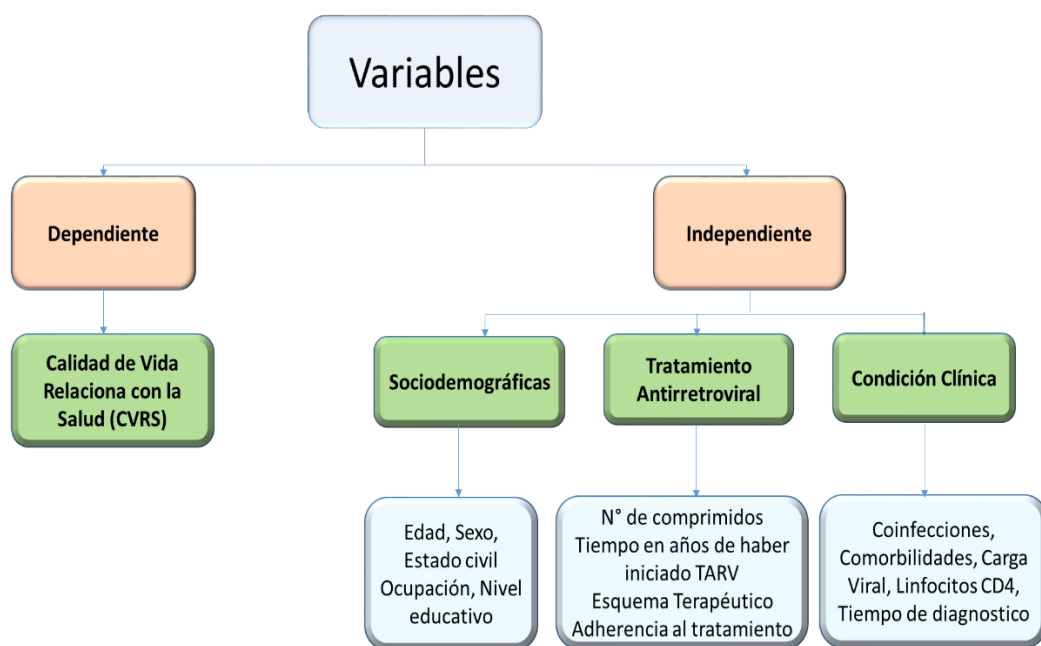 Variables
Dependiente
Independiente
Calidad de Vida
Relaciona con la
Salud (CVRS)
Sociodemográficas
Tratamiento
Antirretroviral
Condición Clínica
Edad, Sexo,
Estado civil
Ocupación, Nivel
educativo
N° de comprimidos
Tiempo en años de haber
iniciado TARV
Esquema Terapéutico
Adherencia al tratamiento
Coinfecciones,
Comorbilidades, Carga
Viral, Linfocitos CD4,
Tiempo de diagnostico